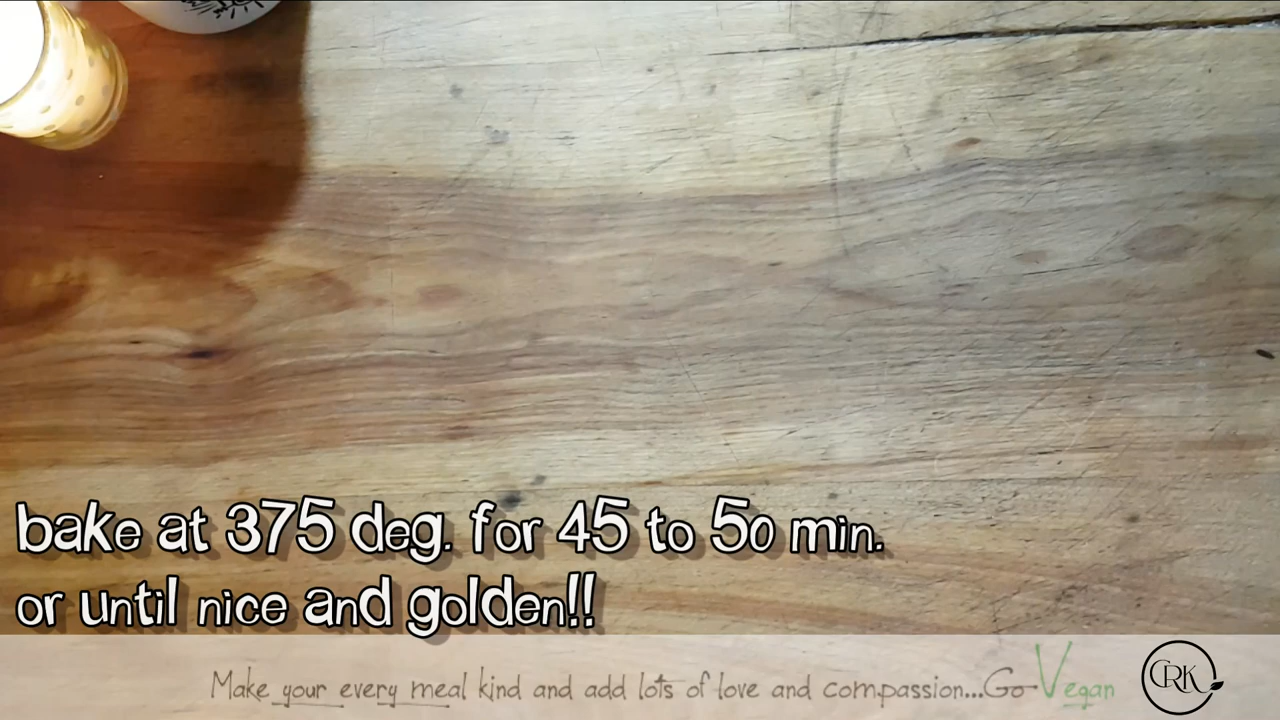 bake at 375 deg. for 45 to 50 min.
or until nice and golden!!
Make your every meal kind and add lots of love and compassion...Go Vegan
CRK